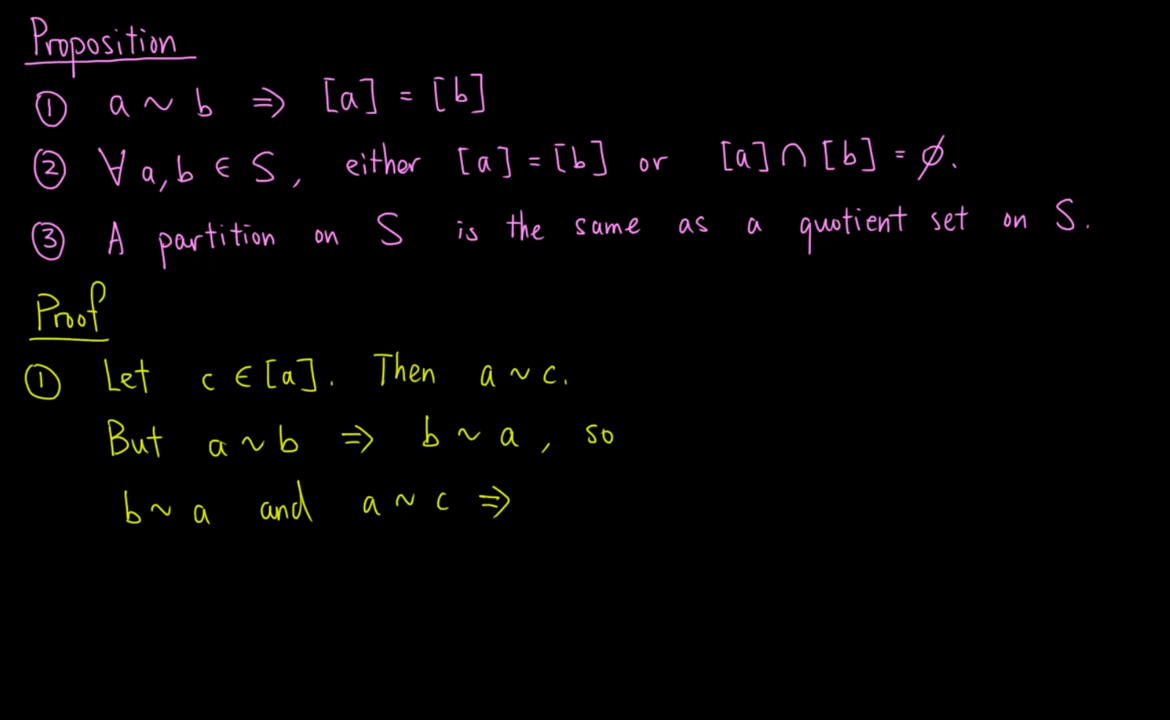 Proposition
① a ~ b ⇒ [a] = [b]
② ∀ a, b ∈ S, either [a] = [b] or [a] ∩ [b] = ∅.
③ A partition on S is the same as a quotient set on S.
Proof
① Let c ∈ [a]. Then a ~ c.
But a ~ b ⇒ b ~ a, so
b ~ a and a ~ c ⇒